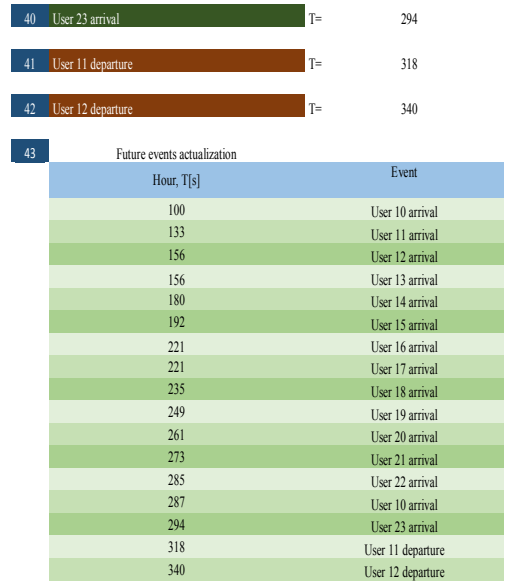 40 User 23 arrival T= 294
41 User 11 departure T= 318
42 User 12 departure T= 340
43 Future events actualization
Hour, T[s] Event
100 User 10 arrival
133 User 11 arrival
156 User 12 arrival
156 User 13 arrival
180 User 14 arrival
192 User 15 arrival
221 User 16 arrival
221 User 17 arrival
235 User 18 arrival
249 User 19 arrival
261 User 20 arrival
273 User 21 arrival
285 User 22 arrival
287 User 10 arrival
294 User 23 arrival
318 User 11 departure
340 User 12 departure